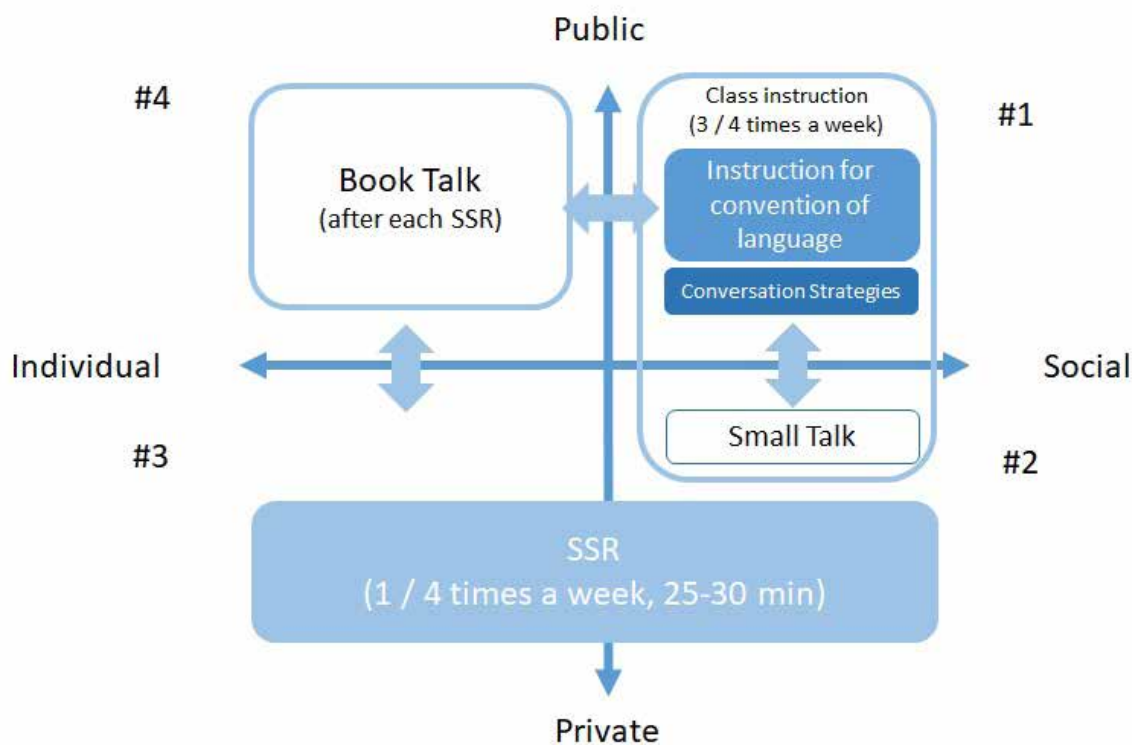 Public
#4
Class instruction
(3 / 4 times a week)
#1
Book Talk
(after each SSR)
Instruction for
convention of
language
Conversation Strategies
Individual
Social
#3
Small Talk
#2
SSR
(1 / 4 times a week, 25-30 min)
Private